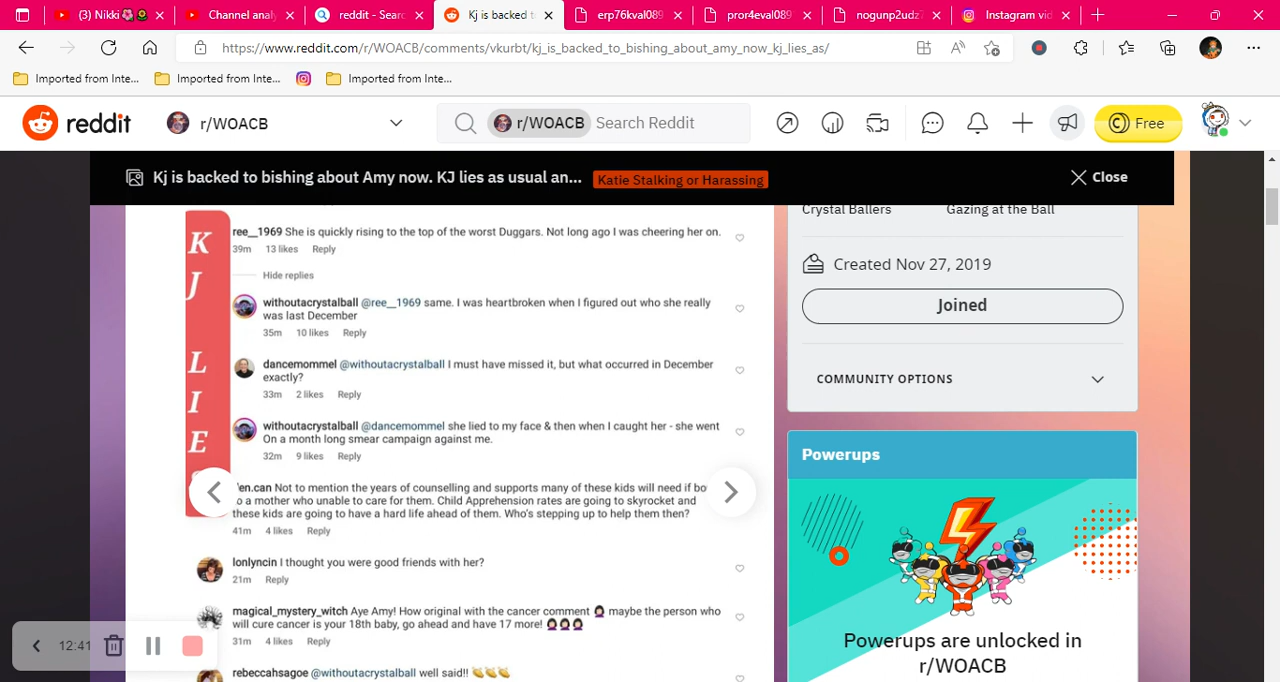 (3) Nikki
Channel analy
reddit - Searc
Kj is backed to
erp76kval089
pror4eval089
nogunp2udz7
Instagram vid
https://www.reddit.com/r/WOACB/comments/vkurbt/kj_is_backed_to_bishing_about_amy_now_kj_lies_as/
Imported from Inte...
Imported from Inte...
Imported from Inte...
reddit
r/WOACB
r/WOACB Search Reddit
Free
Kj is backed to bishing about Amy now. KJ lies as usual an...
Katie Stalking or Harassing
Close
KJ LIES
ree__1969 She is quickly rising to the top of the worst Duggars. Not long ago I was cheering her on.
39m 13 likes Reply
Hide replies
withoutacrystalball @ree__1969 same. I was heartbroken when I figured out who she really
was last December
35m 10 likes Reply
dancemommel @withoutacrystalball I must have missed it, but what occurred in December
exactly?
33m 2 likes Reply
withoutacrystalball @dancemommel she lied to my face & then when I caught her - she went
On a month long smear campaign against me.
32m 9 likes Reply
en.can Not to mention the years of counselling and supports many of these kids will need if bo
o a mother who unable to care for them. Child Apprehension rates are going to skyrocket and
these kids are going to have a hard life ahead of them. Who's stepping up to help them then?
41m 4 likes Reply
lonlyncin I thought you were good friends with her?
21m Reply
magical_mystery_witch Aye Amy! How original with the cancer comment 🤦🏻‍♀️ maybe the person who
will cure cancer is your 18th baby, go ahead and have 17 more! 🤦🏻‍♀️🤦🏻‍♀️🤦🏻‍♀️
31m 4 likes Reply
rebeccahsagoe @withoutacrystalball well said!! 👏👏👏
12:41
Crystal Ballers
Gazing at the Ball
Created Nov 27, 2019
Joined
COMMUNITY OPTIONS
Powerups
Powerups are unlocked in
r/WOACB